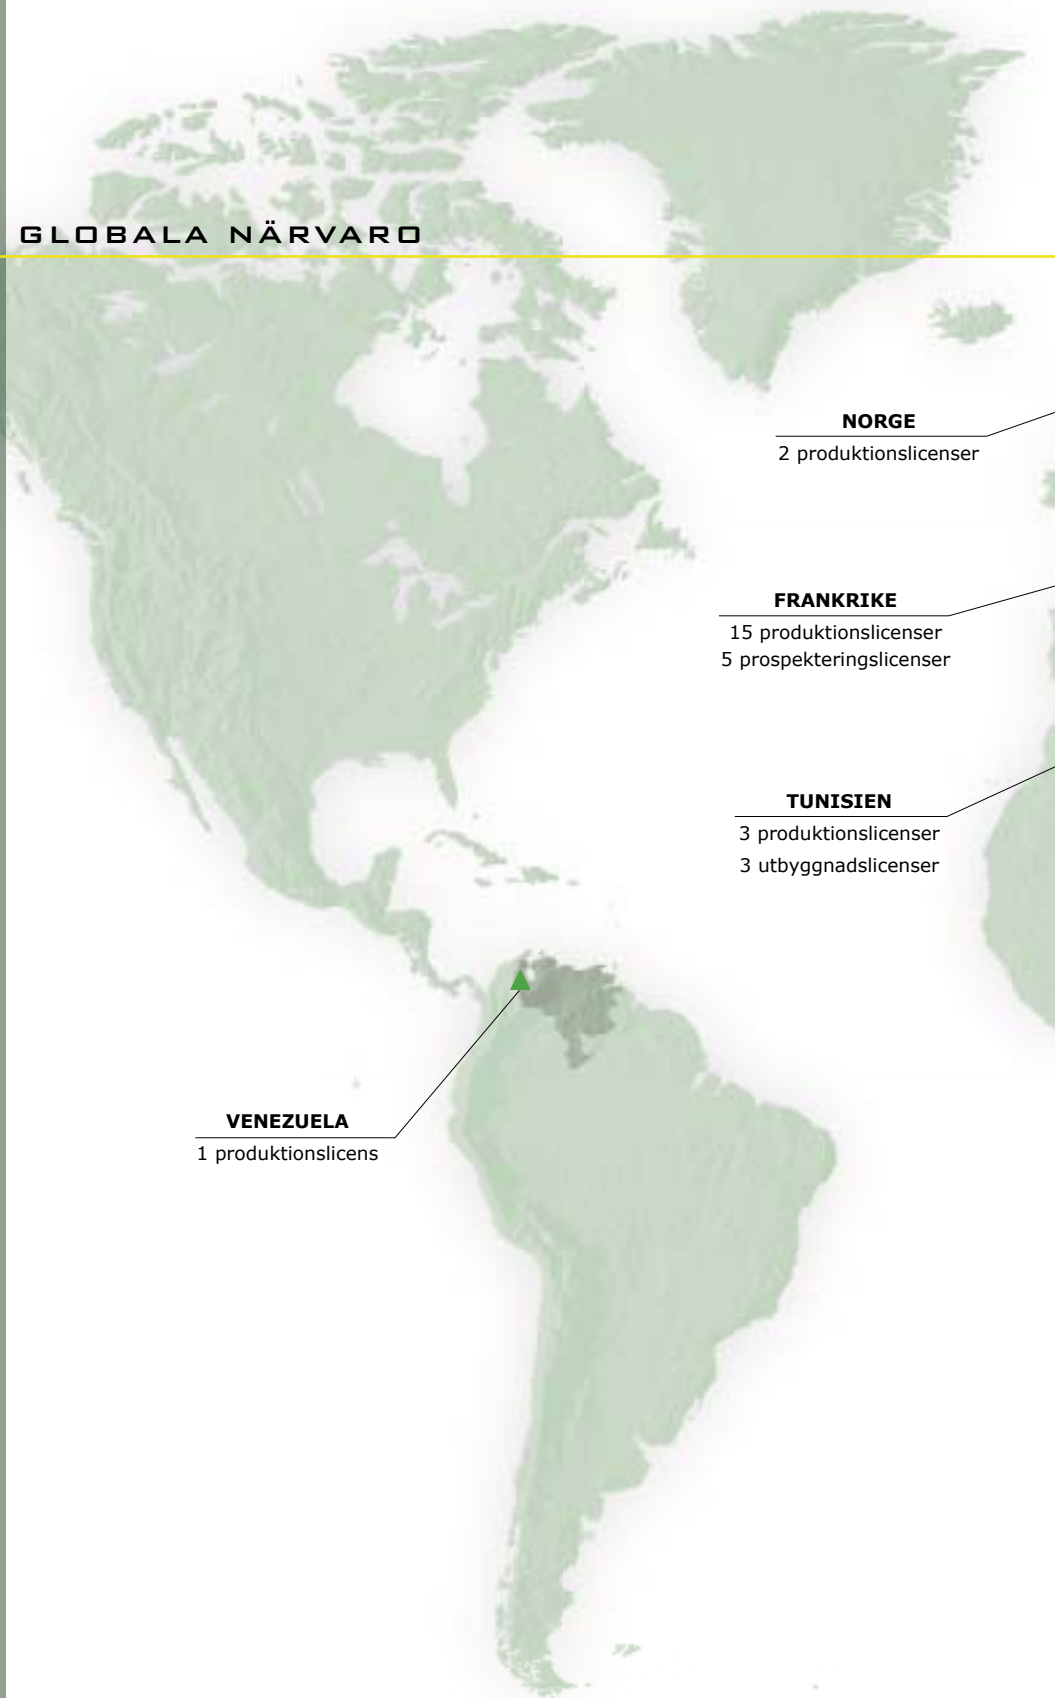 GLOBALA NÄRVARO
NORGE
2 produktionslicenser
FRANKRIKE
15 produktionslicenser
5 prospekteringslicenser
TUNISIEN
3 produktionslicenser
3 utbyggnadslicenser
VENEZUELA
1 produktionslicens